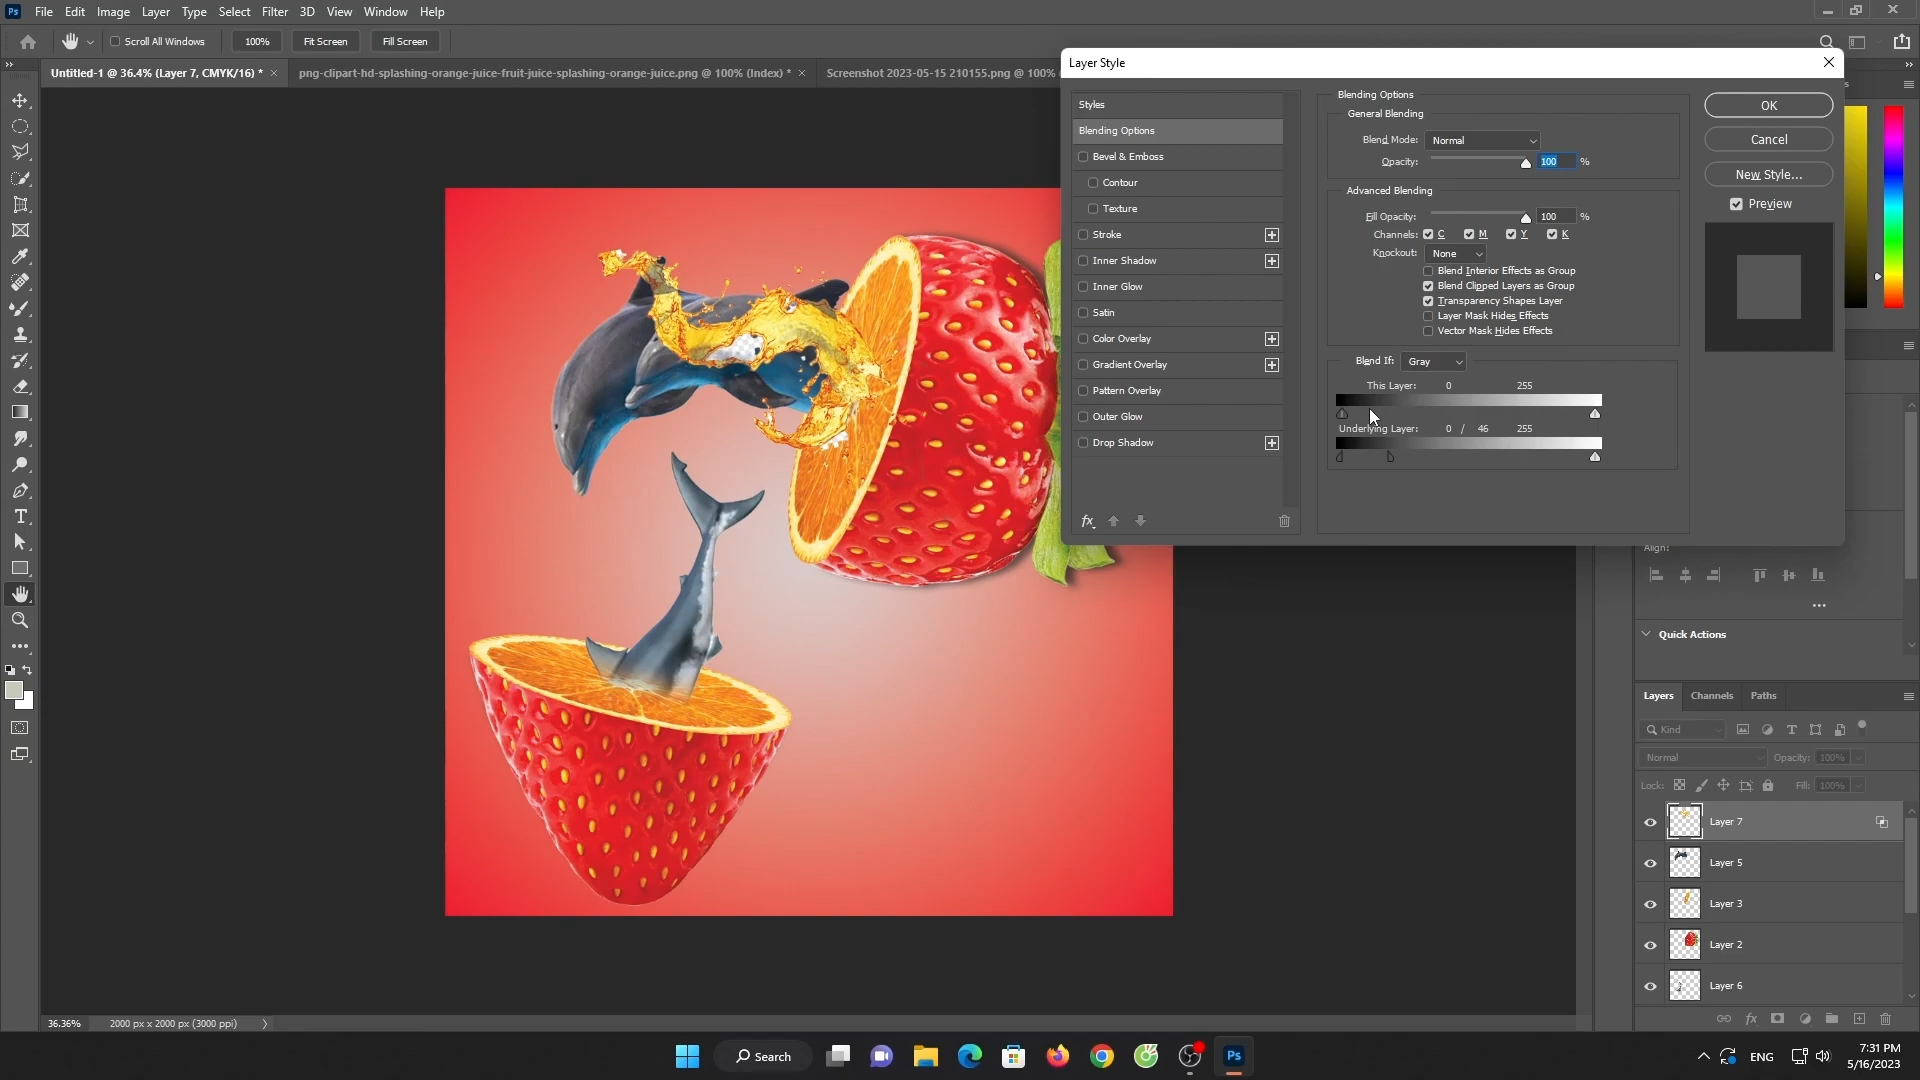 Ps File Edit Image Layer Type Select Filter 3D View Window Help
Scroll All Windows 100% Fit Screen Fill Screen
Untitled-1 @ 36.4% (Layer 7, CMYK/16) * × png-clipart-hd-splashing-orange-juice-fruit-juice-splashing-orange-juice.png @ 100% (Index) * × Screenshot 2023-05-15 210155.png @ 100%
Layer Style
Styles
Blending Options
Bevel & Emboss
Contour
Texture
Stroke
Inner Shadow
Inner Glow
Satin
Color Overlay
Gradient Overlay
Pattern Overlay
Outer Glow
Drop Shadow
fx
Blending Options
General Blending
Blend Mode: Normal
Opacity: 100 %
Advanced Blending
Fill Opacity: 100 %
Channels: C M Y K
Knockout: None
Blend Interior Effects as Group
Blend Clipped Layers as Group
Transparency Shapes Layer
Layer Mask Hides Effects
Vector Mask Hides Effects
Blend If: Gray
This Layer: 0 255
Underlying Layer: 0 / 46 255
OK
Cancel
New Style...
Preview
Align:
Quick Actions
Layers Channels Paths
Kind
Normal Opacity: 100%
Lock: Fill: 100%
Layer 7
Layer 5
Layer 3
Layer 2
Layer 6
fx
36.36% 2000 px x 2000 px (3000 ppi)
Search
Ps
ENG
7:31 PM
5/16/2023